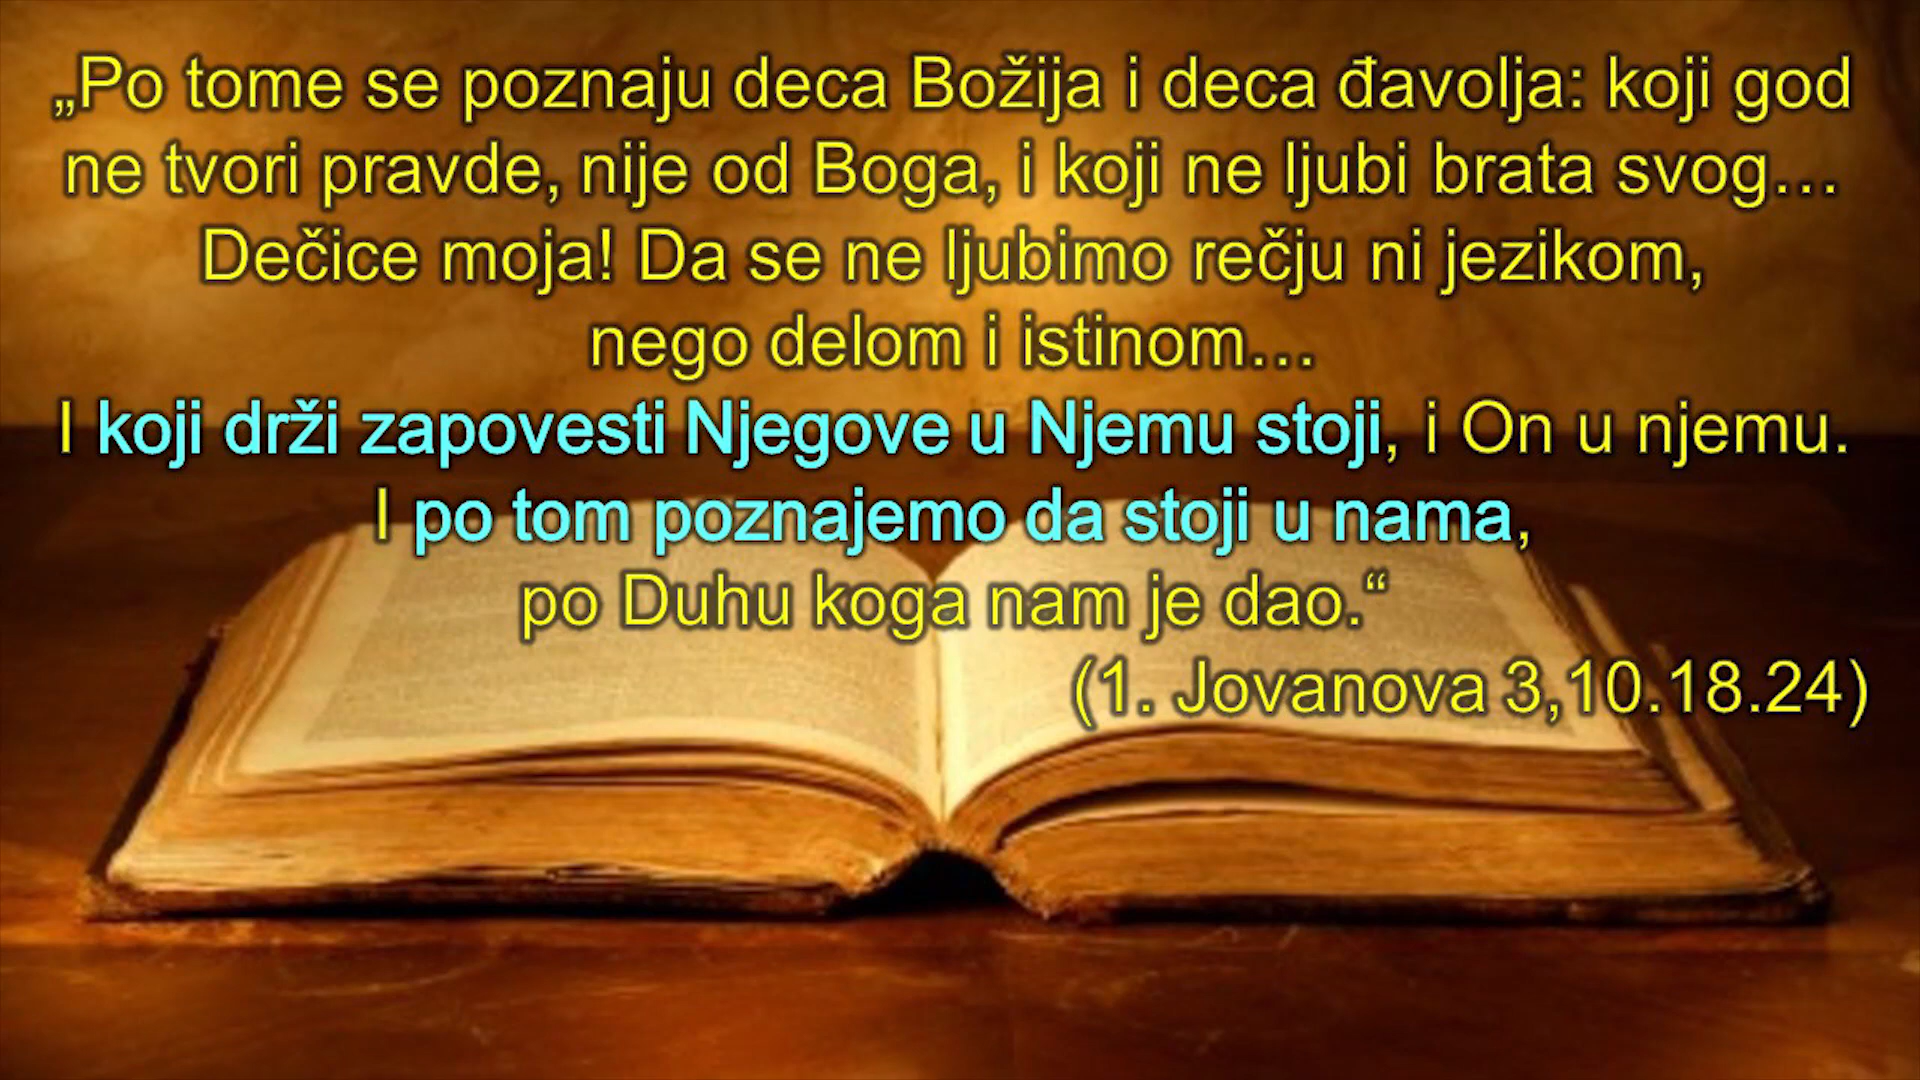 „Po tome se poznaju deca Božija i deca đavolja: koji god
ne tvori pravde, nije od Boga, i koji ne ljubi brata svog…
Dečice moja! Da se ne ljubimo rečju ni jezikom,
nego delom i istinom…
I koji drži zapovesti Njegove u Njemu stoji, i On u njemu.
I po tom poznajemo da stoji u nama,
po Duhu koga nam je dao.“
(1. Jovanova 3,10.18.24)